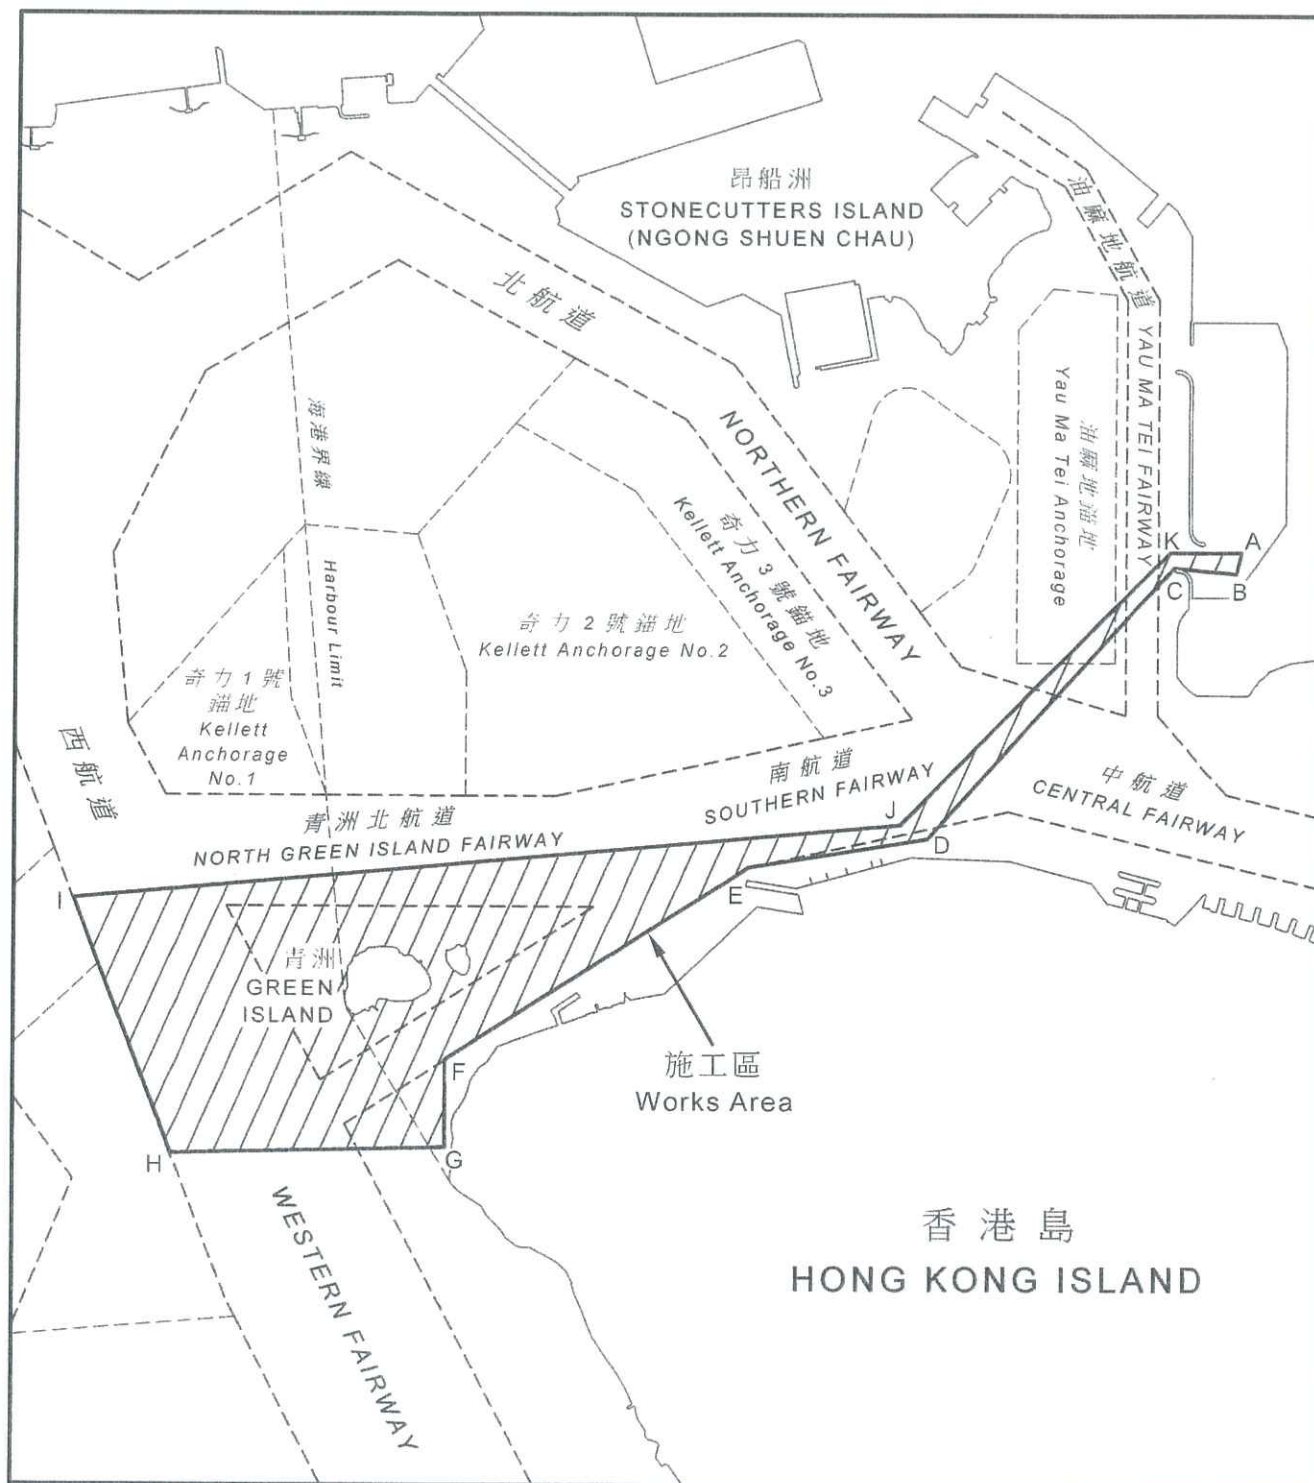 昂船洲
STONECUTTERS ISLAND
(NGONG SHUEN CHAU)
油麻地航道 YAU MA TEI FAIRWAY
北航道
NORTHERN FAIRWAY
海港界線
Harbour Limit
油麻地錨地
Yau Ma Tei Anchorage
奇力3號錨地
Kellett Anchorage No.3
奇力2號錨地
Kellett Anchorage No.2
奇力1號
錨地
Kellett
Anchorage
No.1
K
A
C
B
西航道
南航道
SOUTHERN FAIRWAY
中航道
CENTRAL FAIRWAY
青洲北航道
NORTH GREEN ISLAND FAIRWAY
J
D
E
I
青洲
GREEN
ISLAND
F
施工區
Works Area
H
G
WESTERN FAIRWAY
香港島
HONG KONG ISLAND